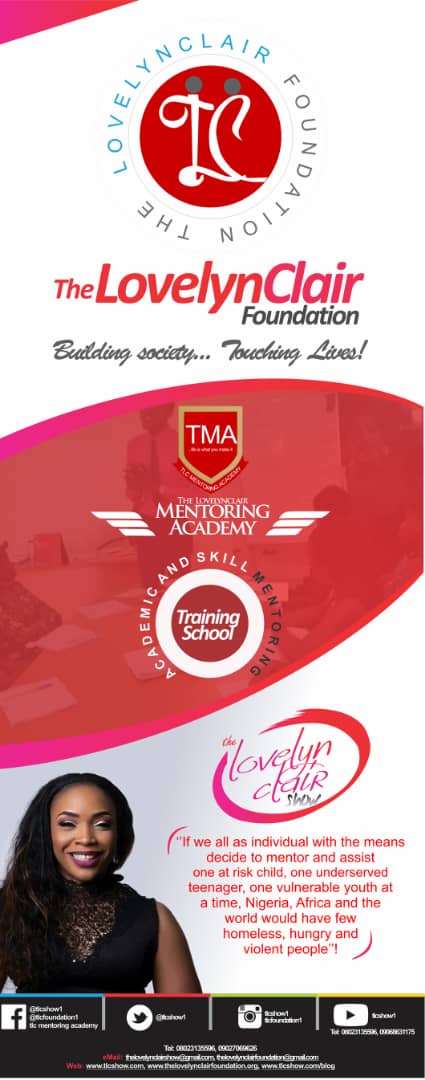 THE LOVELYNCLAIR FOUNDATION
TLC
The LovelynClair
Foundation
Building society... Touching Lives!
TMA
..life is what you make it
TLC MENTORING ACADEMY
THE LOVELYNCLAIR
MENTORING
ACADEMY
ACADEMIC AND SKILL MENTORING
Training
School
the
lovelyn
clair
show
"If we all as individual with the means
decide to mentor and assist
one at risk child, one underserved
teenager, one vulnerable youth at
a time, Nigeria, Africa and the
world would have few
homeless, hungry and
violent people"!
@tlcshow1
@tlcfoundation1
tlc mentoring academy
@tlcshow1
tlcshow1
tlcfoundation1
tlcshow1
Tel: 08023135596, 09068631175
Tel: 08023135596, 09027069626
eMail: thelovelynclairshow@gmail.com, thelovelynclairfoundation@gmail.com
Web: www.tlcshow.com, www.thelovelynclairfoundation.org, www.tlcshow.com/blog